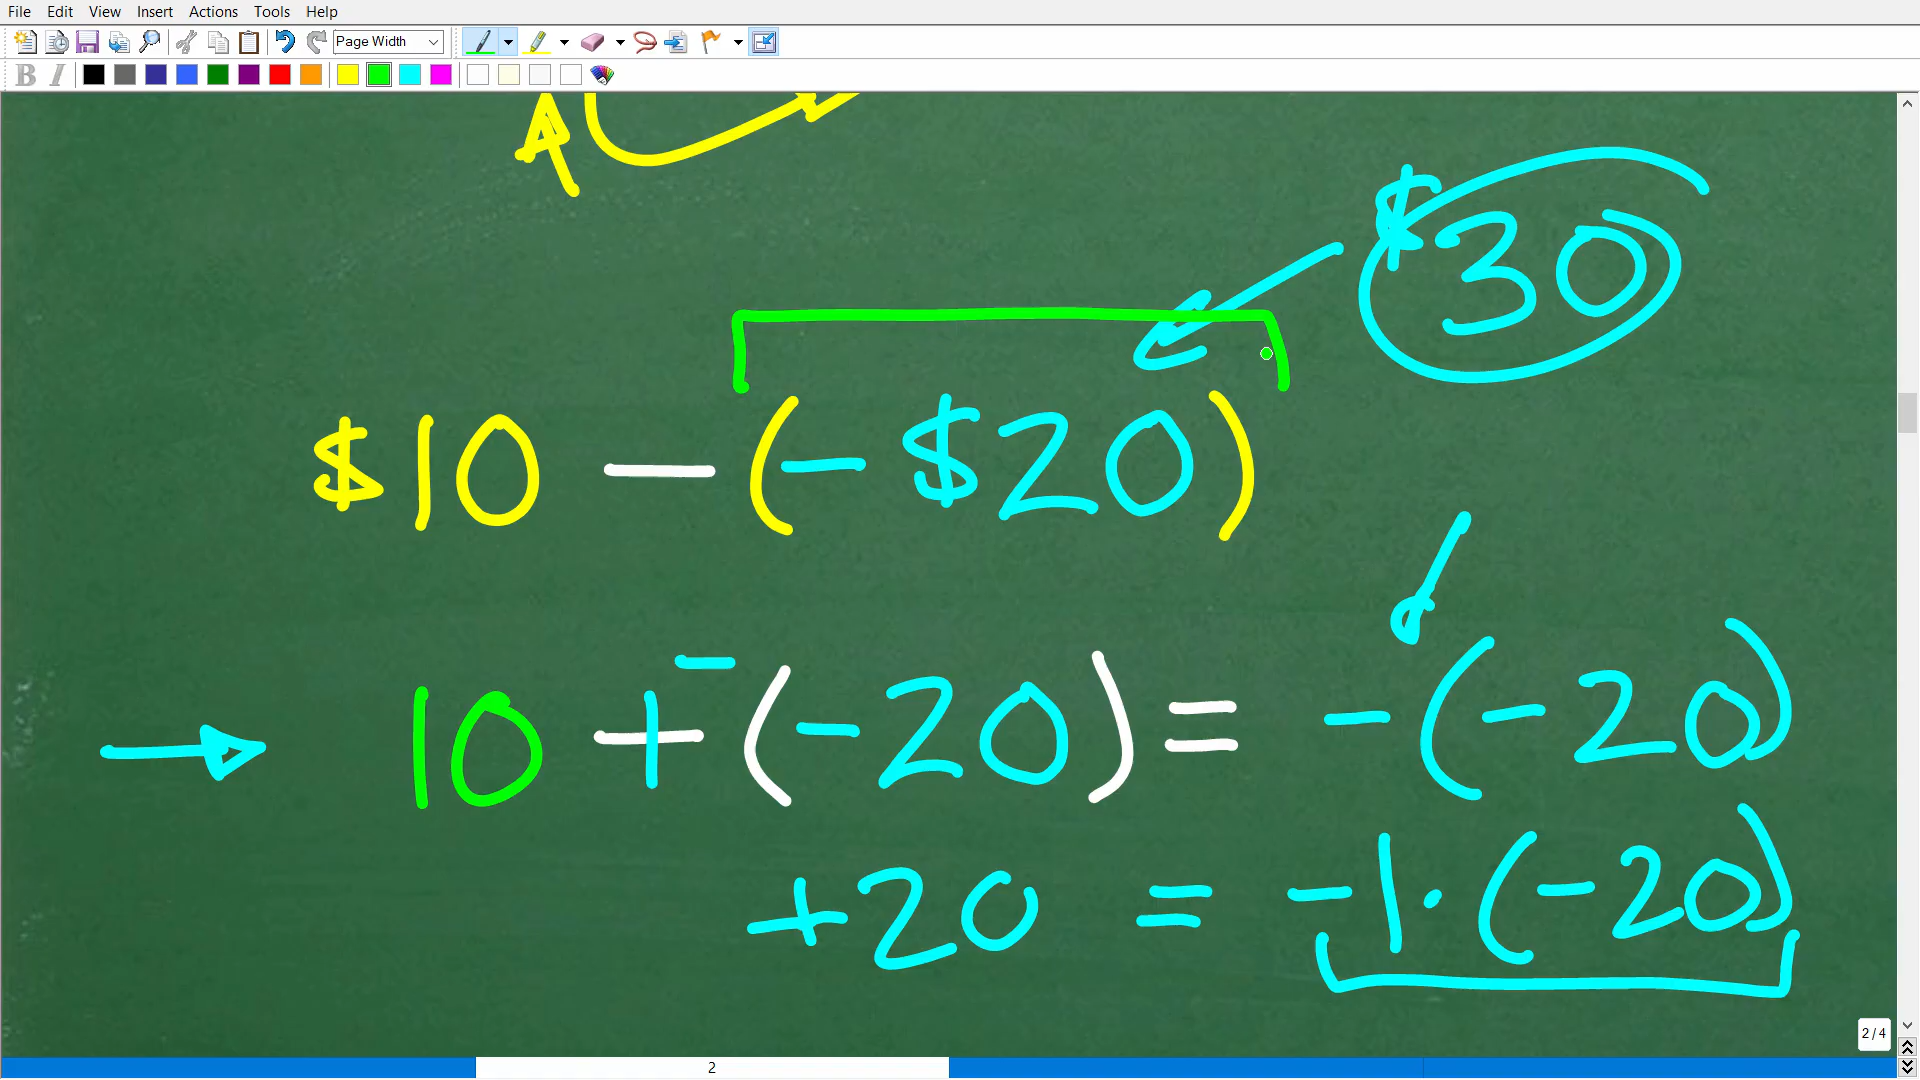 File Edit View Insert Actions Tools Help
Page Width
B I
$30
$10 - (-$20)
10 + -(-20) = -(-20)
+20 = -1·(-20)
2 / 4
2